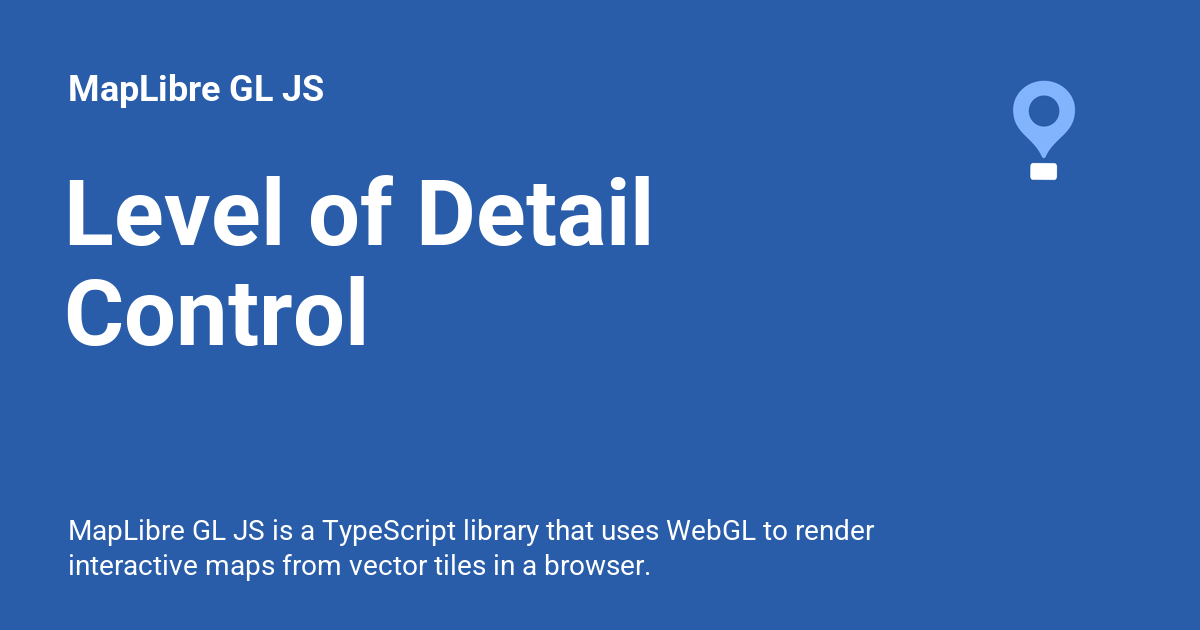 MapLibre GL JS
Level of Detail
Control
MapLibre GL JS is a TypeScript library that uses WebGL to render
interactive maps from vector tiles in a browser.